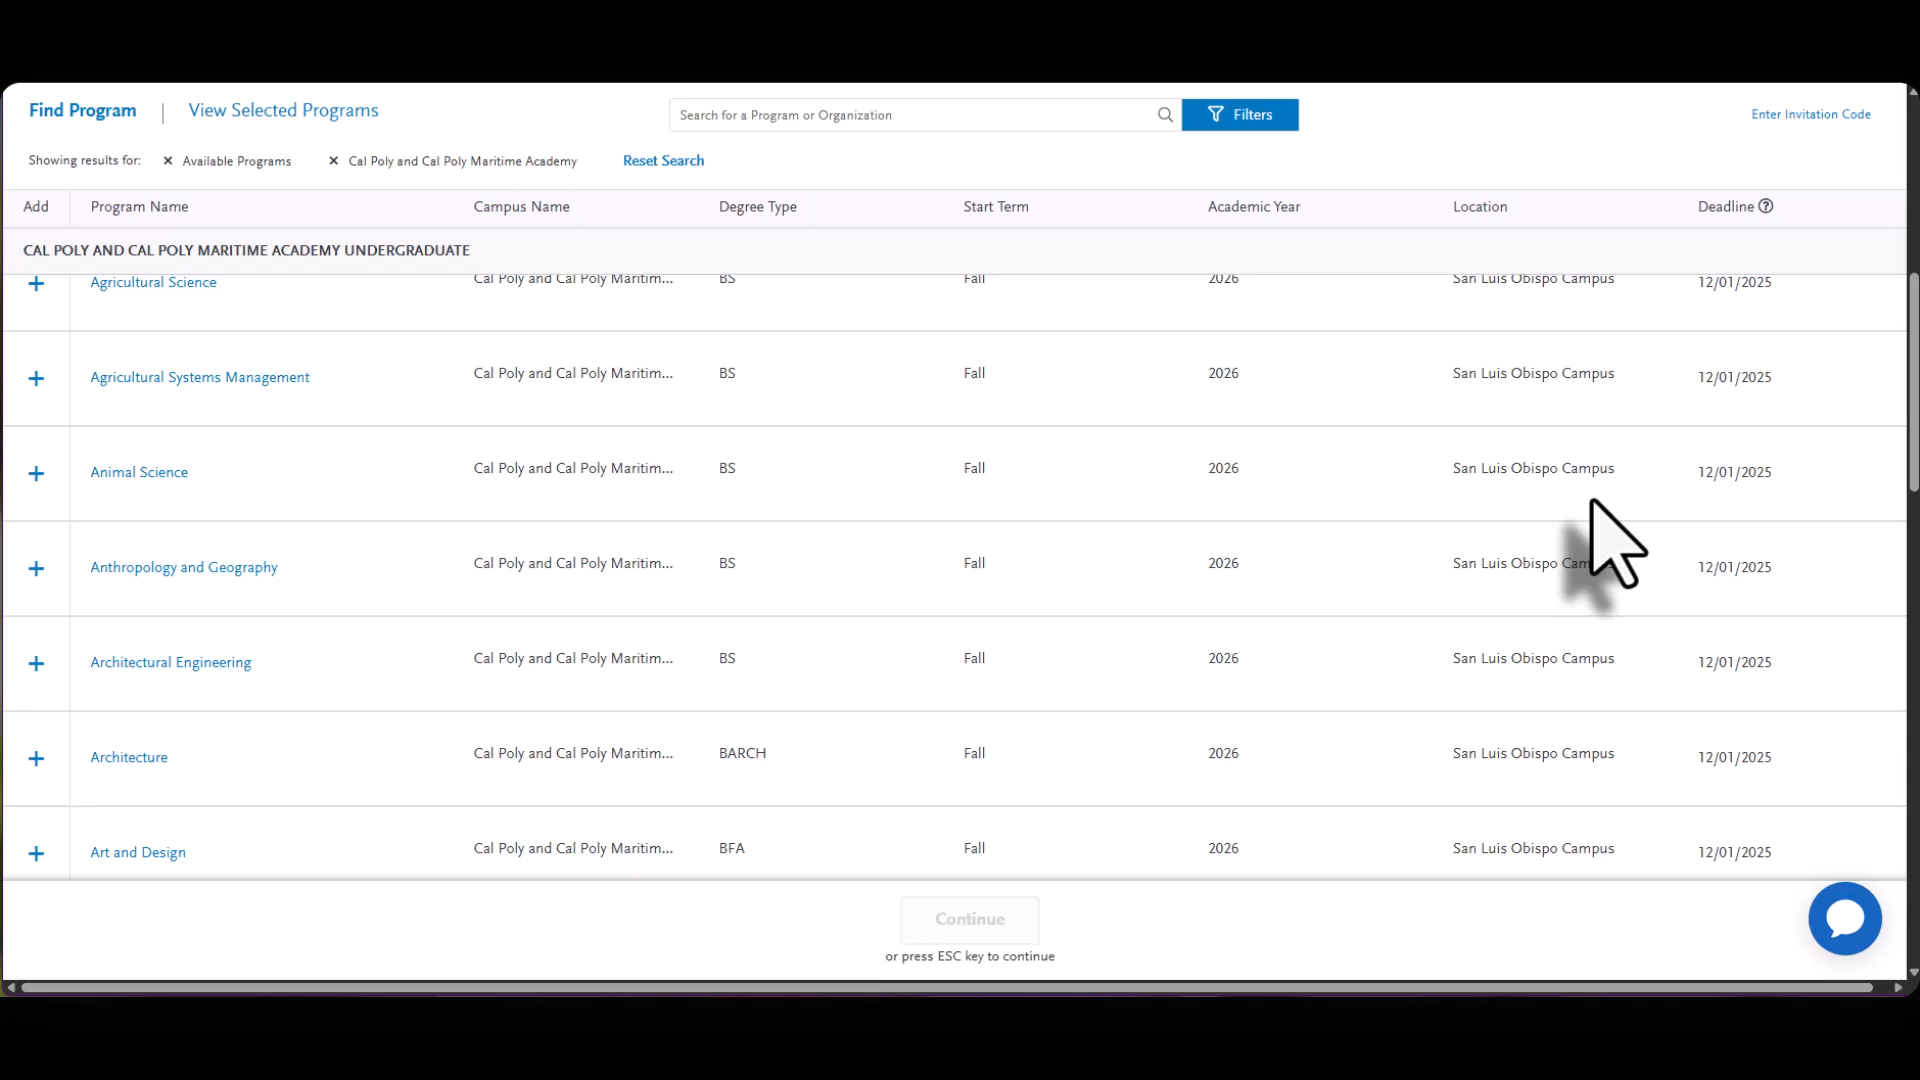 Find Program | View Selected Programs
Search for a Program or Organization
Filters
Enter Invitation Code
Showing results for: × Available Programs × Cal Poly and Cal Poly Maritime Academy Reset Search
Add Program Name Campus Name Degree Type Start Term Academic Year Location Deadline ?
CAL POLY AND CAL POLY MARITIME ACADEMY UNDERGRADUATE
+ Agricultural Science Cal Poly and Cal Poly Maritim... BS Fall 2026 San Luis Obispo Campus 12/01/2025
+ Agricultural Systems Management Cal Poly and Cal Poly Maritim... BS Fall 2026 San Luis Obispo Campus 12/01/2025
+ Animal Science Cal Poly and Cal Poly Maritim... BS Fall 2026 San Luis Obispo Campus 12/01/2025
+ Anthropology and Geography Cal Poly and Cal Poly Maritim... BS Fall 2026 San Luis Obispo 12/01/2025
+ Architectural Engineering Cal Poly and Cal Poly Maritim... BS Fall 2026 San Luis Obispo Campus 12/01/2025
+ Architecture Cal Poly and Cal Poly Maritim... BARCH Fall 2026 San Luis Obispo Campus 12/01/2025
+ Art and Design Cal Poly and Cal Poly Maritim... BFA Fall 2026 San Luis Obispo Campus 12/01/2025
Continue
or press ESC key to continue